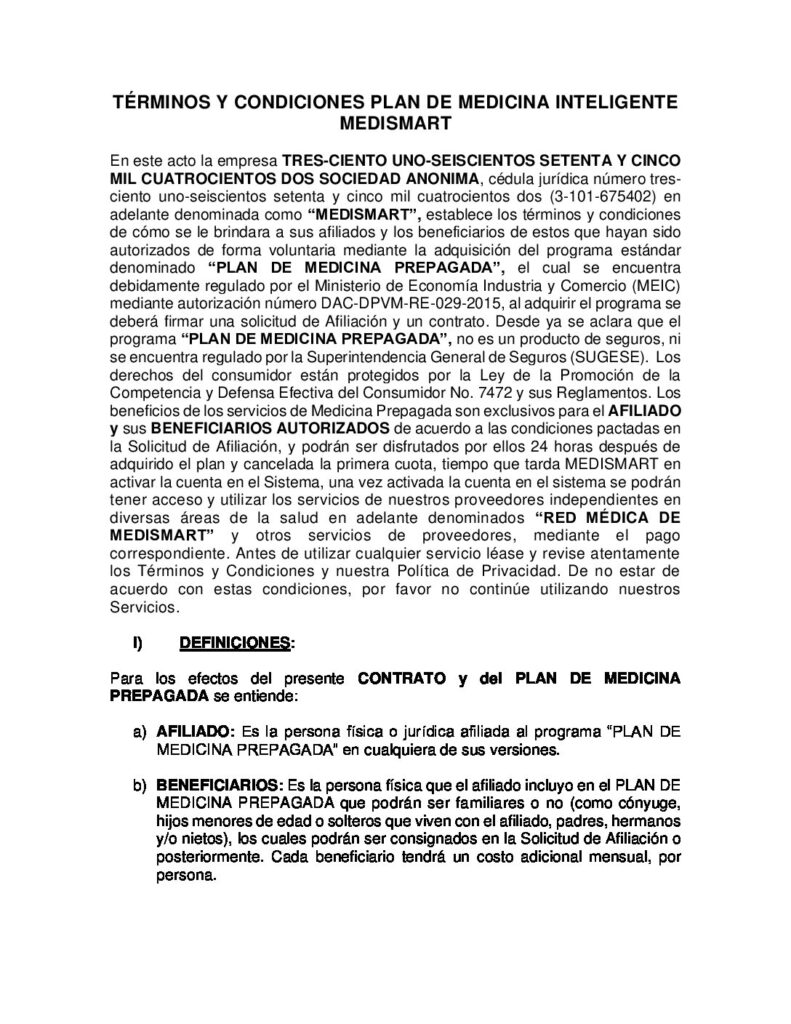 TÉRMINOS Y CONDICIONES PLAN DE MEDICINA INTELIGENTE
MEDISMART
En este acto la empresa TRES-CIENTO UNO-SEISCIENTOS SETENTA Y CINCO
MIL CUATROCIENTOS DOS SOCIEDAD ANONIMA, cédula jurídica número tres-
ciento uno-seiscientos setenta y cinco mil cuatrocientos dos (3-101-675402) en
adelante denominada como “MEDISMART”, establece los términos y condiciones
de cómo se le brindara a sus afiliados y los beneficiarios de estos que hayan sido
autorizados de forma voluntaria mediante la adquisición del programa estándar
denominado “PLAN DE MEDICINA PREPAGADA”, el cual se encuentra
debidamente regulado por el Ministerio de Economía Industria y Comercio (MEIC)
mediante autorización número DAC-DPVM-RE-029-2015, al adquirir el programa se
deberá firmar una solicitud de Afiliación y un contrato. Desde ya se aclara que el
programa “PLAN DE MEDICINA PREPAGADA”, no es un producto de seguros, ni
se encuentra regulado por la Superintendencia General de Seguros (SUGESE). Los
derechos del consumidor están protegidos por la Ley de la Promoción de la
Competencia y Defensa Efectiva del Consumidor No. 7472 y sus Reglamentos. Los
beneficios de los servicios de Medicina Prepagada son exclusivos para el AFILIADO
y sus BENEFICIARIOS AUTORIZADOS de acuerdo a las condiciones pactadas en
la Solicitud de Afiliación, y podrán ser disfrutados por ellos 24 horas después de
adquirido el plan y cancelada la primera cuota, tiempo que tarda MEDISMART en
activar la cuenta en el Sistema, una vez activada la cuenta en el sistema se podrán
tener acceso y utilizar los servicios de nuestros proveedores independientes en
diversas áreas de la salud en adelante denominados “RED MÉDICA DE
MEDISMART” y otros servicios de proveedores, mediante el pago
correspondiente. Antes de utilizar cualquier servicio léase y revise atentamente
los Términos y Condiciones y nuestra Política de Privacidad. De no estar de
acuerdo con estas condiciones, por favor no continúe utilizando nuestros
Servicios.
I) DEFINICIONES:
Para los efectos del presente CONTRATO y del PLAN DE MEDICINA
PREPAGADA se entiende:
a) AFILIADO: Es la persona física o jurídica afiliada al programa “PLAN DE
MEDICINA PREPAGADA” en cualquiera de sus versiones.
b) BENEFICIARIOS: Es la persona física que el afiliado incluyo en el PLAN DE
MEDICINA PREPAGADA que podrán ser familiares o no (como cónyuge,
hijos menores de edad o solteros que viven con el afiliado, padres, hermanos
y/o nietos), los cuales podrán ser consignados en la Solicitud de Afiliación o
posteriormente. Cada beneficiario tendrá un costo adicional mensual, por
persona.